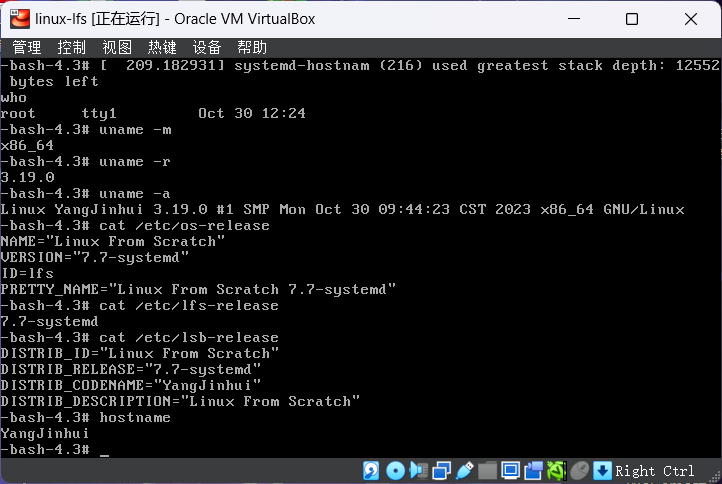 linux-lfs [正在运行] - Oracle VM VirtualBox
管理 控制 视图 热键 设备 帮助
-bash-4.3# [  209.182931] systemd-hostnam (216) used greatest stack depth: 12552
 bytes left
who
root     tty1         Oct 30 12:24
-bash-4.3# uname -m
x86_64
-bash-4.3# uname -r
3.19.0
-bash-4.3# uname -a
Linux YangJinhui 3.19.0 #1 SMP Mon Oct 30 09:44:23 CST 2023 x86_64 GNU/Linux
-bash-4.3# cat /etc/os-release
NAME="Linux From Scratch"
VERSION="7.7-systemd"
ID=lfs
PRETTY_NAME="Linux From Scratch 7.7-systemd"
-bash-4.3# cat /etc/lfs-release
7.7-systemd
-bash-4.3# cat /etc/lsb-release
DISTRIB_ID="Linux From Scratch"
DISTRIB_RELEASE="7.7-systemd"
DISTRIB_CODENAME="YangJinhui"
DISTRIB_DESCRIPTION="Linux From Scratch"
-bash-4.3# hostname
YangJinhui
-bash-4.3# _
Right Ctrl